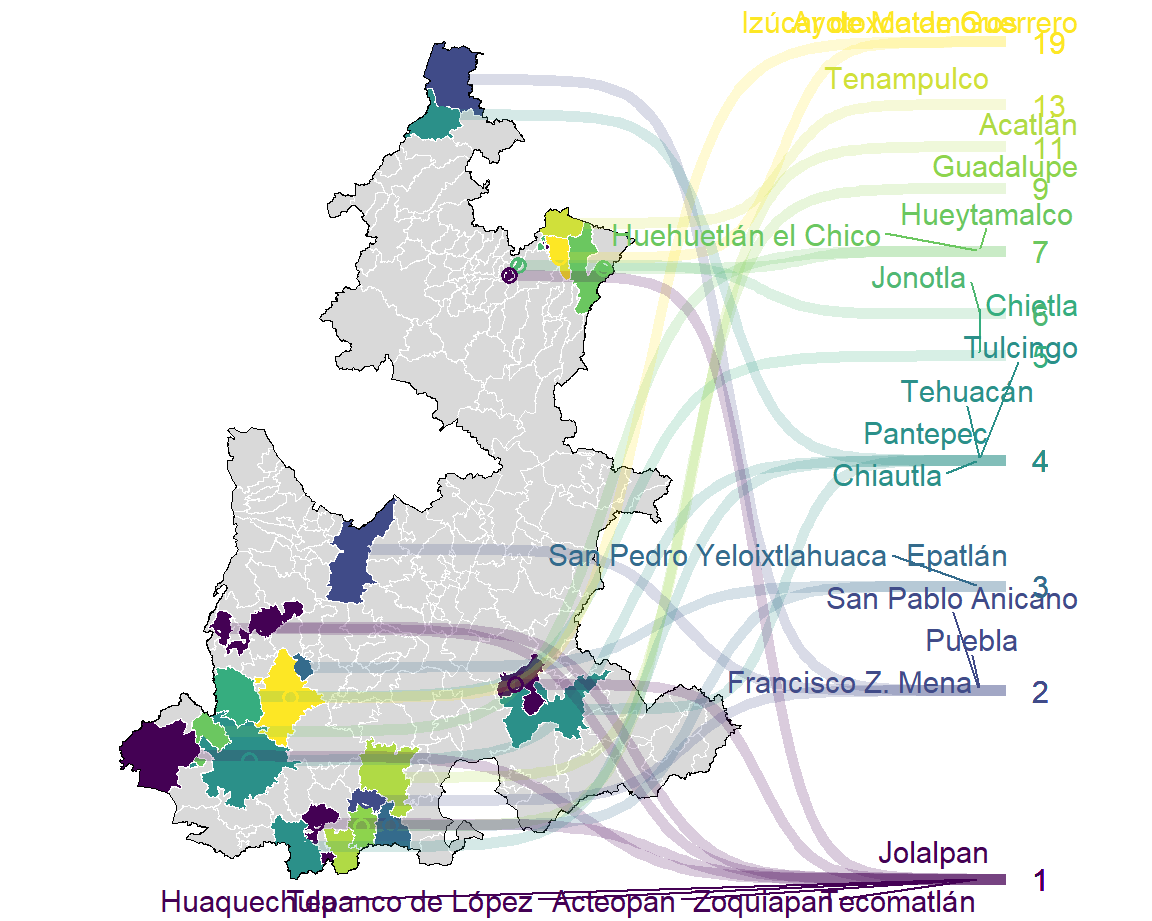 Izúcar de Matamoros
Ayotoxco de Guerrero
19
Tenampulco
13
Acatlán
11
Guadalupe
9
Hueytamalco
Huehuetlán el Chico
7
Jonotla
Chietla
6
Tulcingo
5
Tehuacán
Pantepec
4
Chiautla
San Pedro Yeloixtlahuaca
Epatlán
3
San Pablo Anicano
Puebla
Francisco Z. Mena
2
Jolalpan
1
Huaquechula
Tepanco de López
Acteopan
Zoquiapan
Tecomatlán